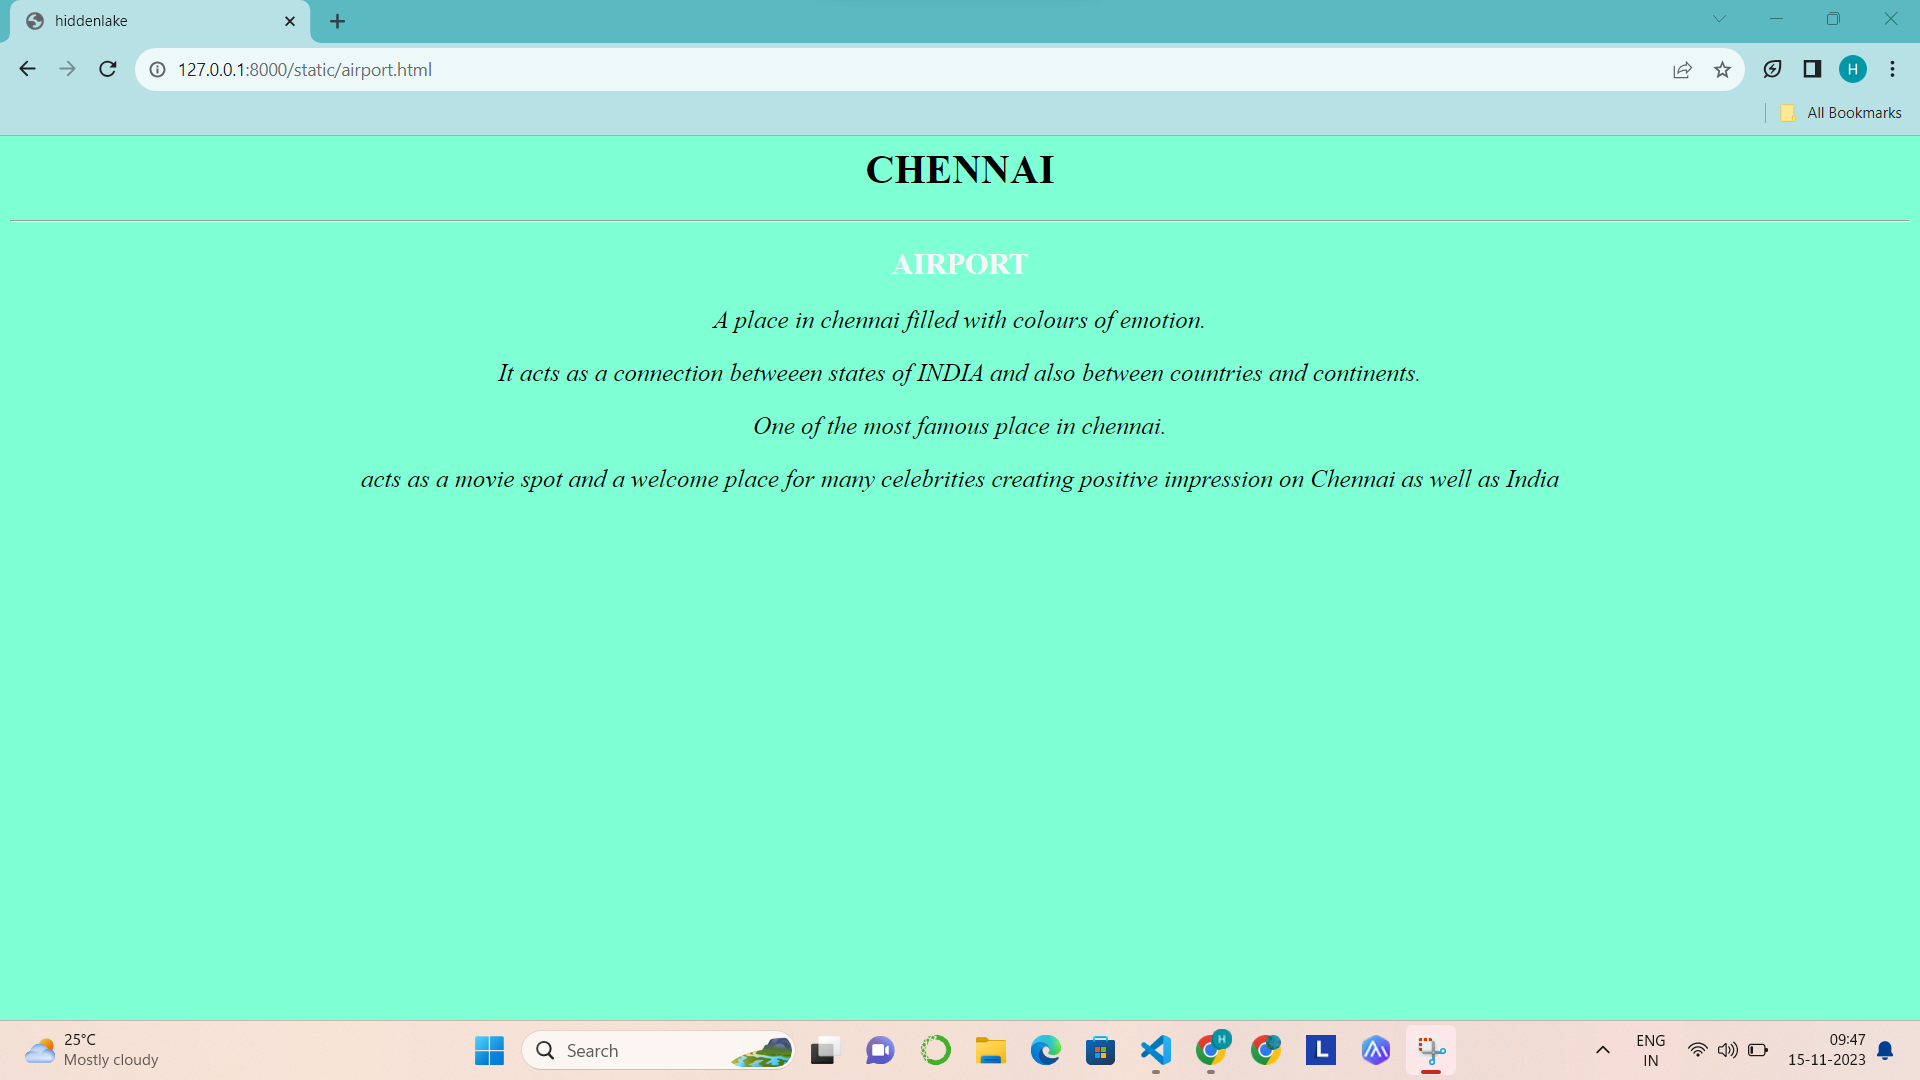 hiddenlake
127.0.0.1:8000/static/airport.html
H
All Bookmarks
CHENNAI
AIRPORT
A place in chennai filled with colours of emotion.
It acts as a connection betweeen states of INDIA and also between countries and continents.
One of the most famous place in chennai.
acts as a movie spot and a welcome place for many celebrities creating positive impression on Chennai as well as India
25°C
Mostly cloudy
Search
H
L
ENG
IN
09:47
15-11-2023